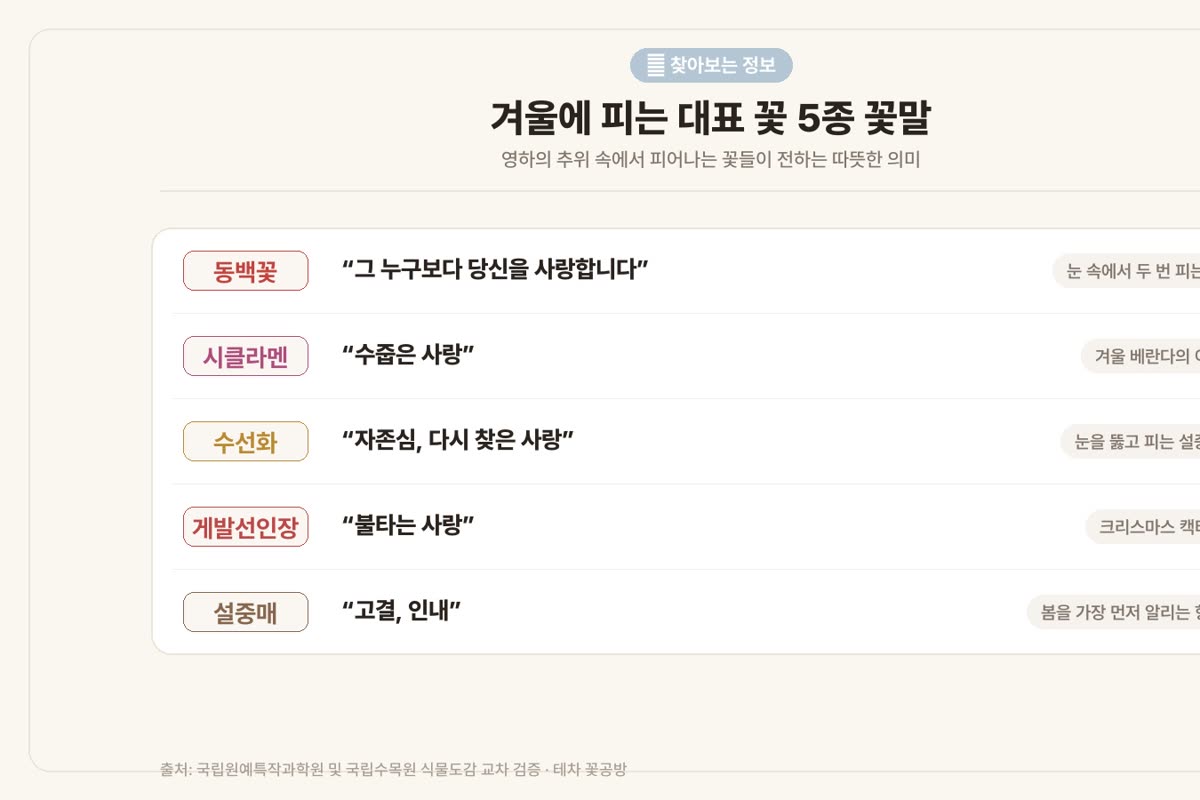 찾아보는 정보
겨울에 피는 대표 꽃 5종 꽃말
영하의 추위 속에서 피어나는 꽃들이 전하는 따뜻한 의미
동백꽃 “그 누구보다 당신을 사랑합니다” 눈 속에서 두 번 피는
시클라멘 “수줍은 사랑” 겨울 베란다의
수선화 “자존심, 다시 찾은 사랑” 눈을 뚫고 피는
게발선인장 “불타는 사랑” 크리스마스
설중매 “고결, 인내” 봄을 가장 먼저 알리는
출처: 국립원예특작과학원 및 국립수목원 식물도감 교차 검증 · 테차 꽃공방